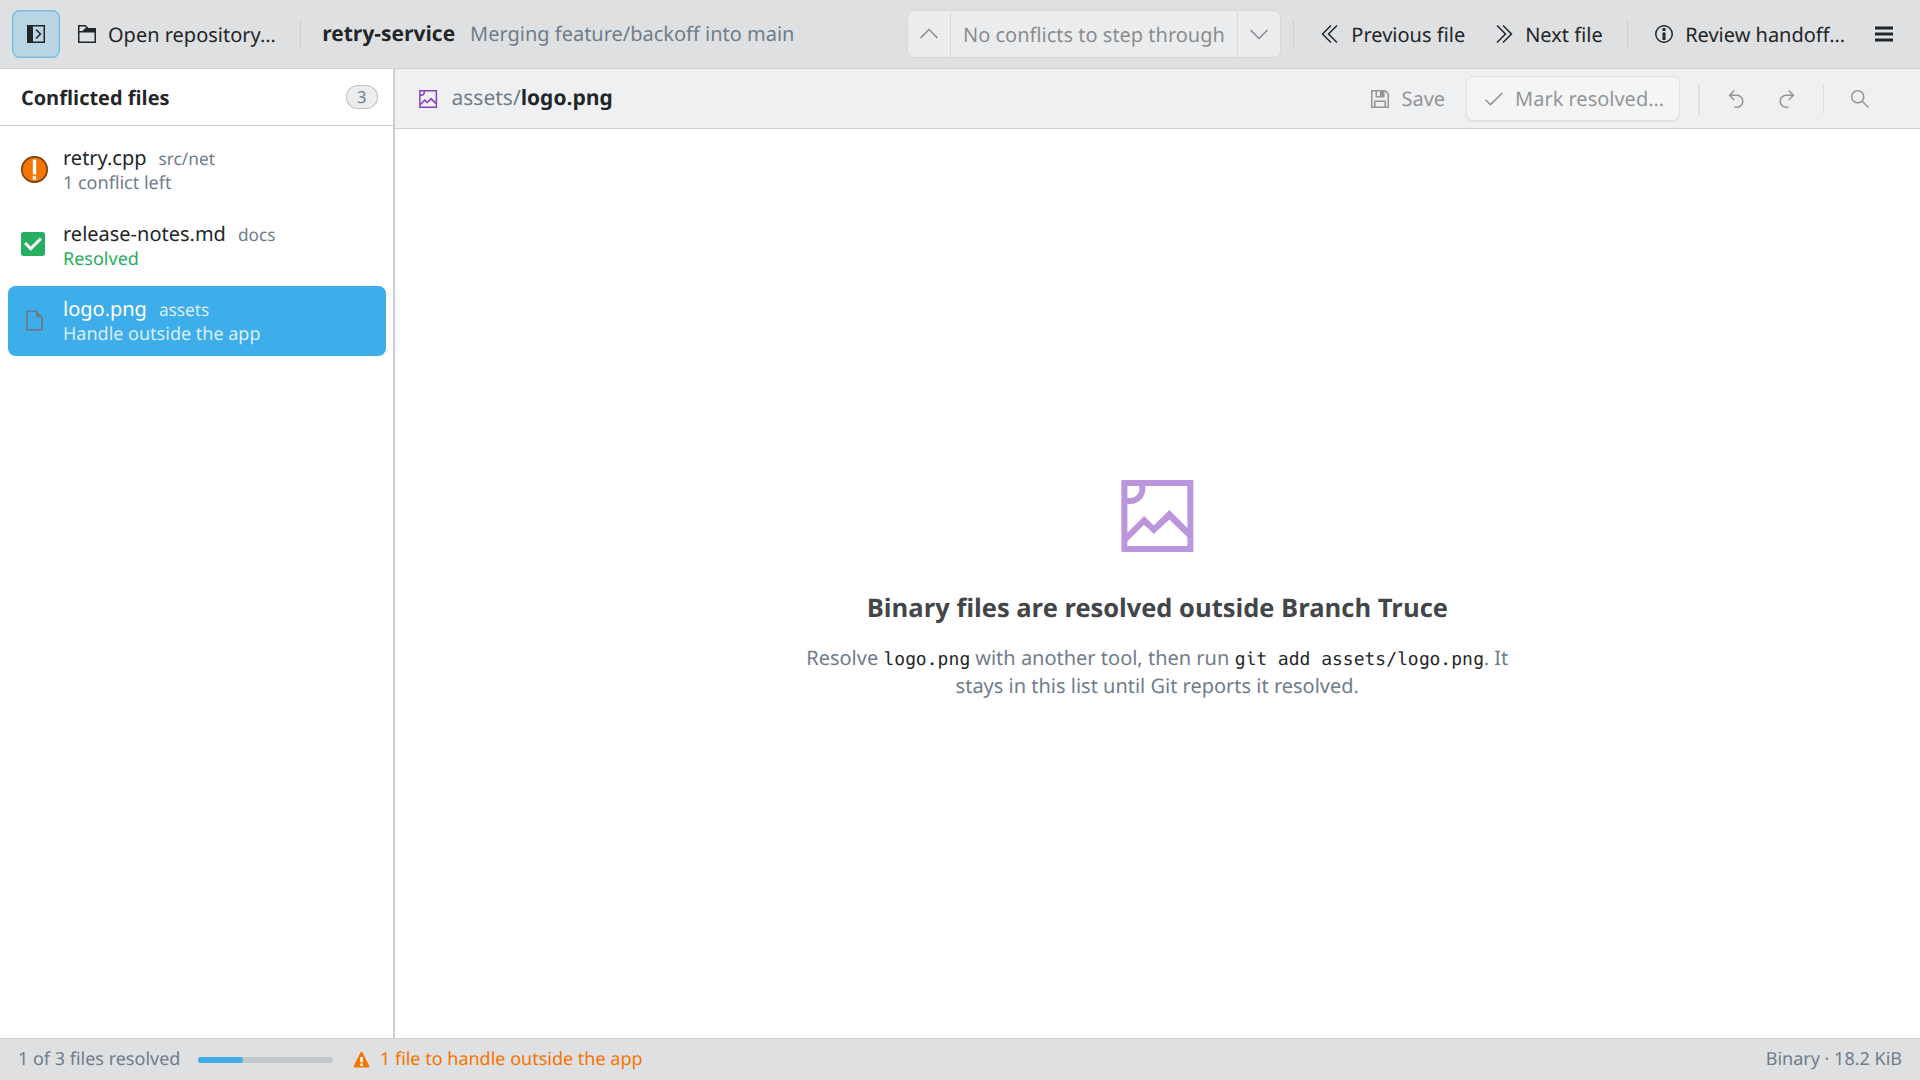 Open repository...
retry-service Merging feature/backoff into main
No conflicts to step through
Previous file
Next file
Review handoff...
Conflicted files 3
assets/logo.png
Save
Mark resolved...
retry.cpp src/net
1 conflict left
release-notes.md docs
Resolved
logo.png assets
Handle outside the app
Binary files are resolved outside Branch Truce
Resolve logo.png with another tool, then run git add assets/logo.png. It
stays in this list until Git reports it resolved.
1 of 3 files resolved
1 file to handle outside the app
Binary · 18.2 KiB